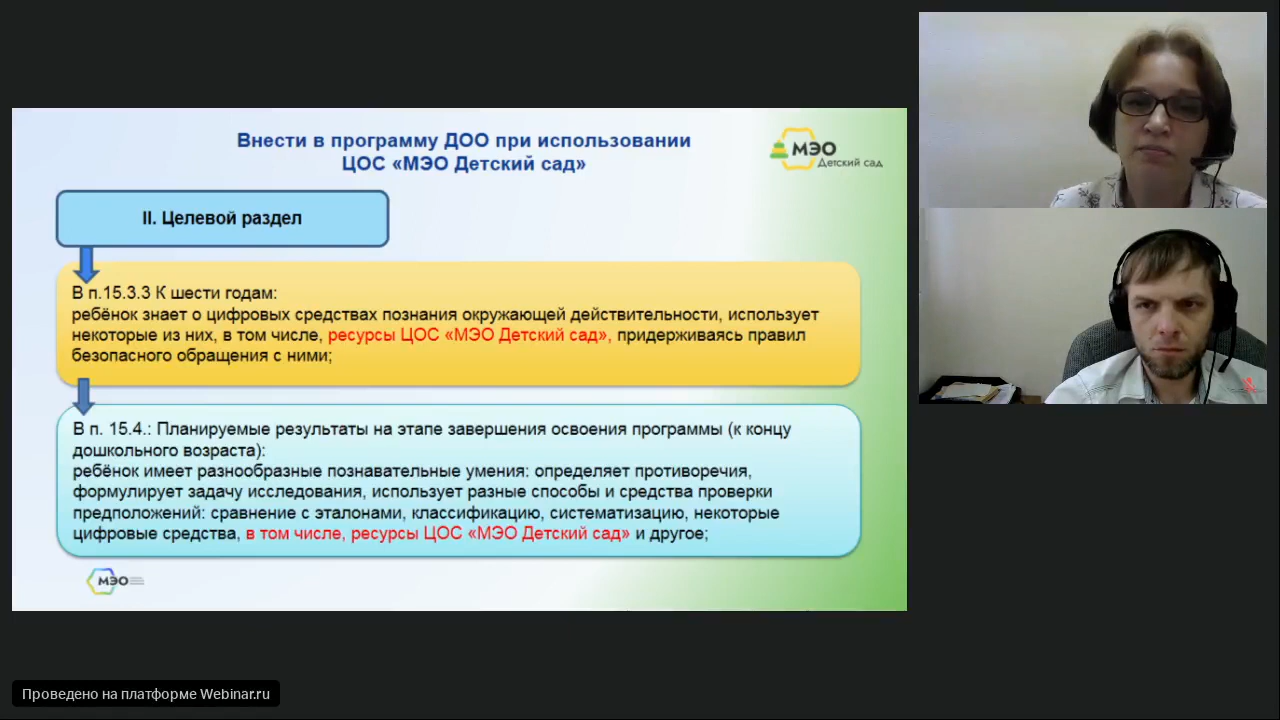 Внести в программу ДОО при использовании
ЦОС «МЭО Детский сад»
МЭО
Детский сад
II. Целевой раздел
В п.15.3.3 К шести годам:
ребёнок знает о цифровых средствах познания окружающей действительности, использует
некоторые из них, в том числе, ресурсы ЦОС «МЭО Детский сад», придерживаясь правил
безопасного обращения с ними;
В п. 15.4.: Планируемые результаты на этапе завершения освоения программы (к концу
дошкольного возраста):
ребёнок имеет разнообразные познавательные умения: определяет противоречия,
формулирует задачу исследования, использует разные способы и средства проверки
предположений: сравнение с эталонами, классификацию, систематизацию, некоторые
цифровые средства, в том числе, ресурсы ЦОС «МЭО Детский сад» и другое;
МЭО
Проведено на платформе Webinar.ru